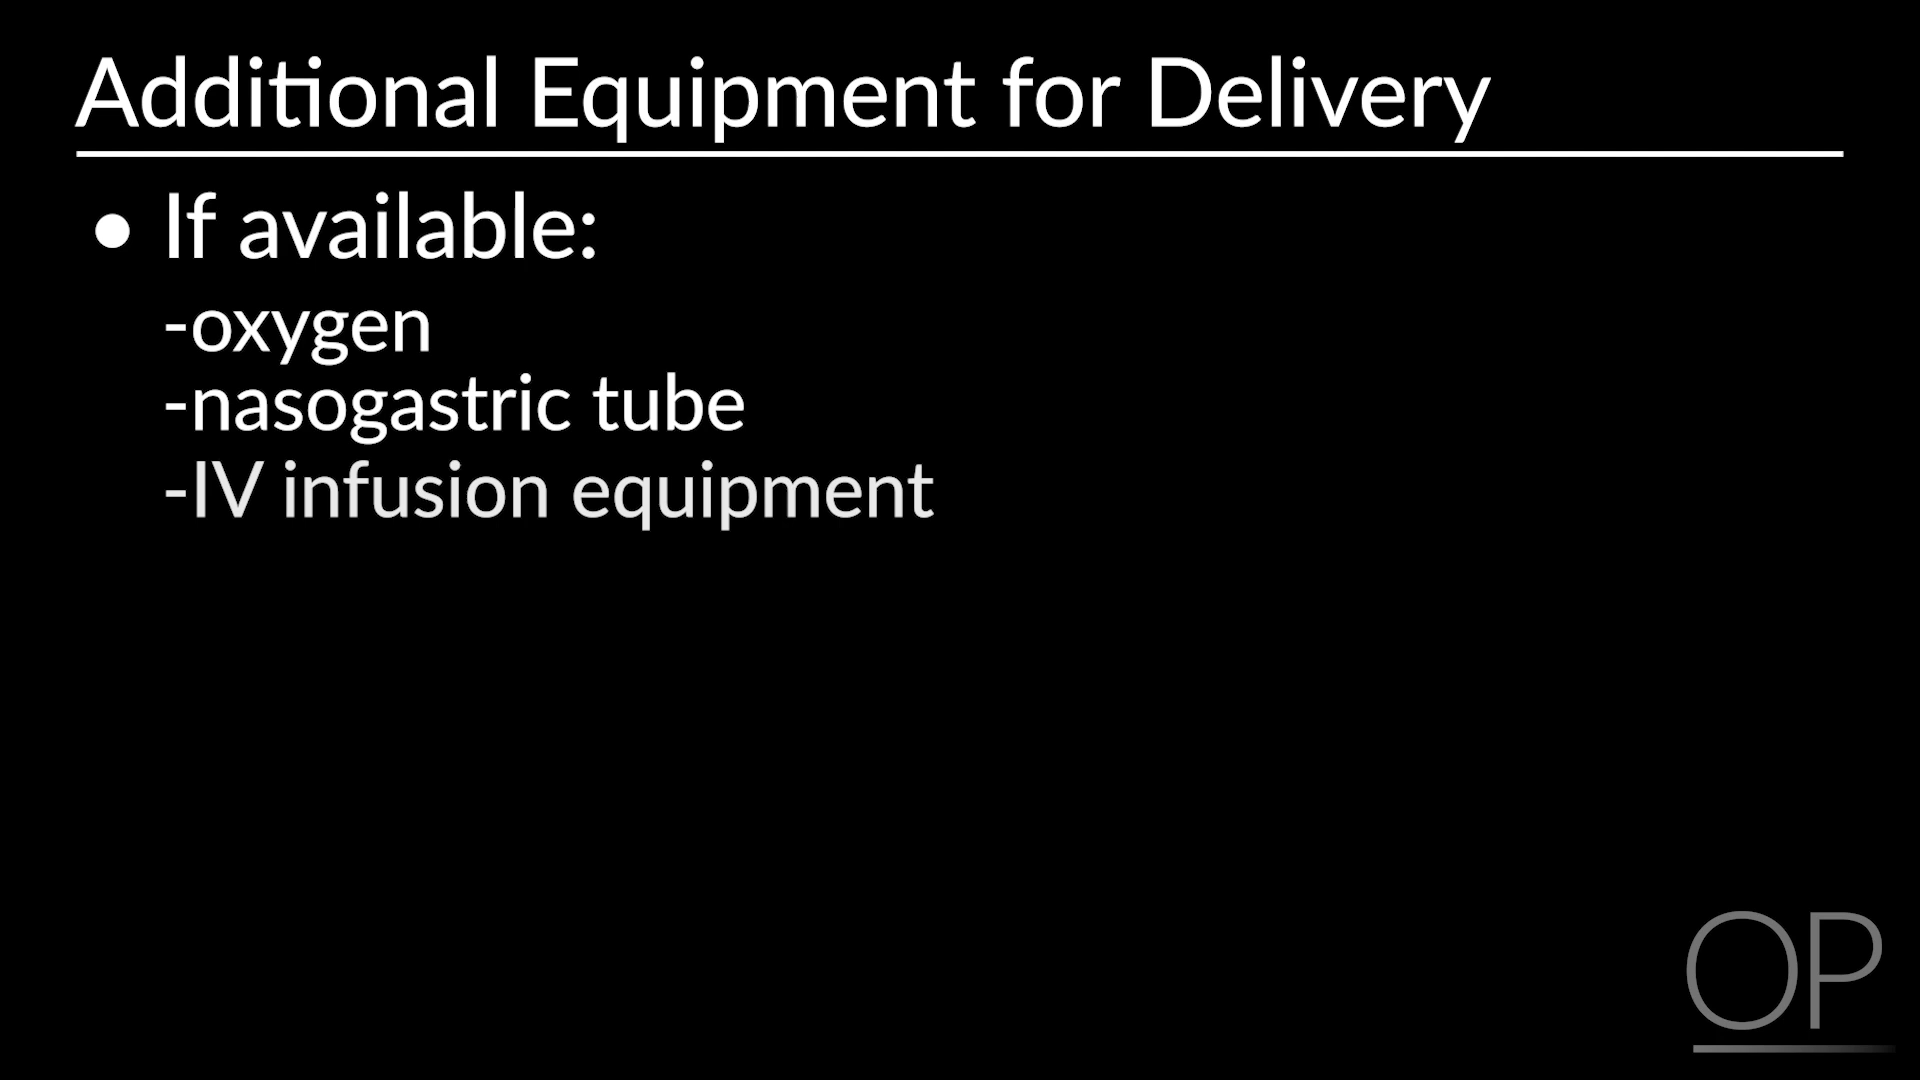 Additional Equipment for Delivery
• If available:
-oxygen
-nasogastric tube
-IV infusion equipment
OP